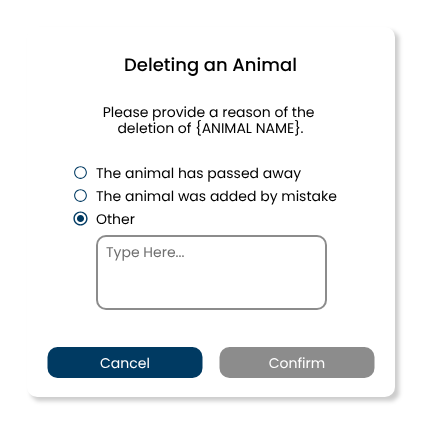 Deleting an Animal
Please provide a reason of the
deletion of {ANIMAL NAME}.
The animal has passed away
The animal was added by mistake
Other
Type Here...
Cancel
Confirm